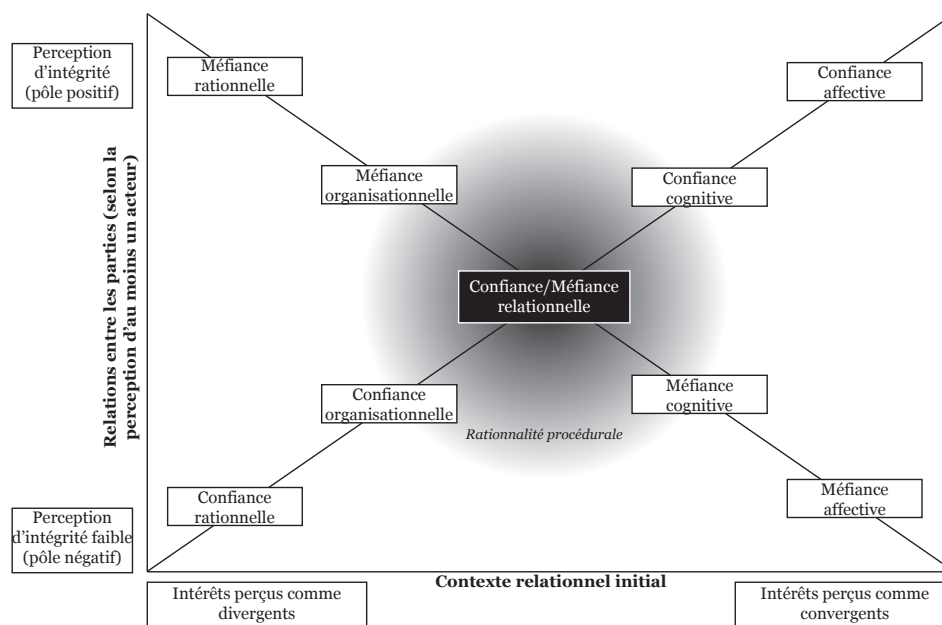 Perception
d’intégrité
(pôle positif)
Méfiance
rationnelle
Confiance
affective
Méfiance
organisationnelle
Confiance
cognitive
Relations entre les parties (selon la
perception d’au moins un acteur)
Confiance/Méfiance
relationnelle
Confiance
organisationnelle
Méfiance
cognitive
Rationnalité procédurale
Confiance
rationnelle
Méfiance
affective
Perception
d’intégrité faible
(pôle négatif)
Contexte relationnel initial
Intérêts perçus comme
divergents
Intérêts perçus comme
convergents